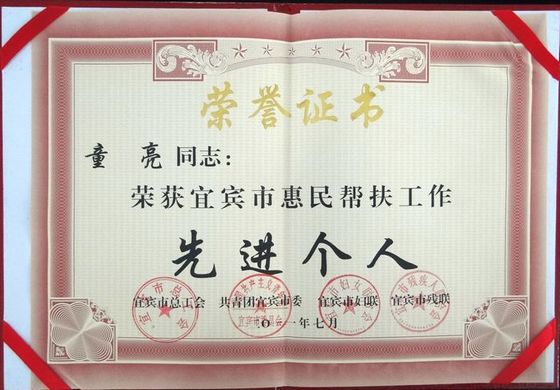 荣誉证书
童 亮同志：
荣获宜宾市惠民帮扶工作
先进个人
宜宾市总工会 共青团宜宾市委 宜宾市妇联 宜宾市残联
一年七月